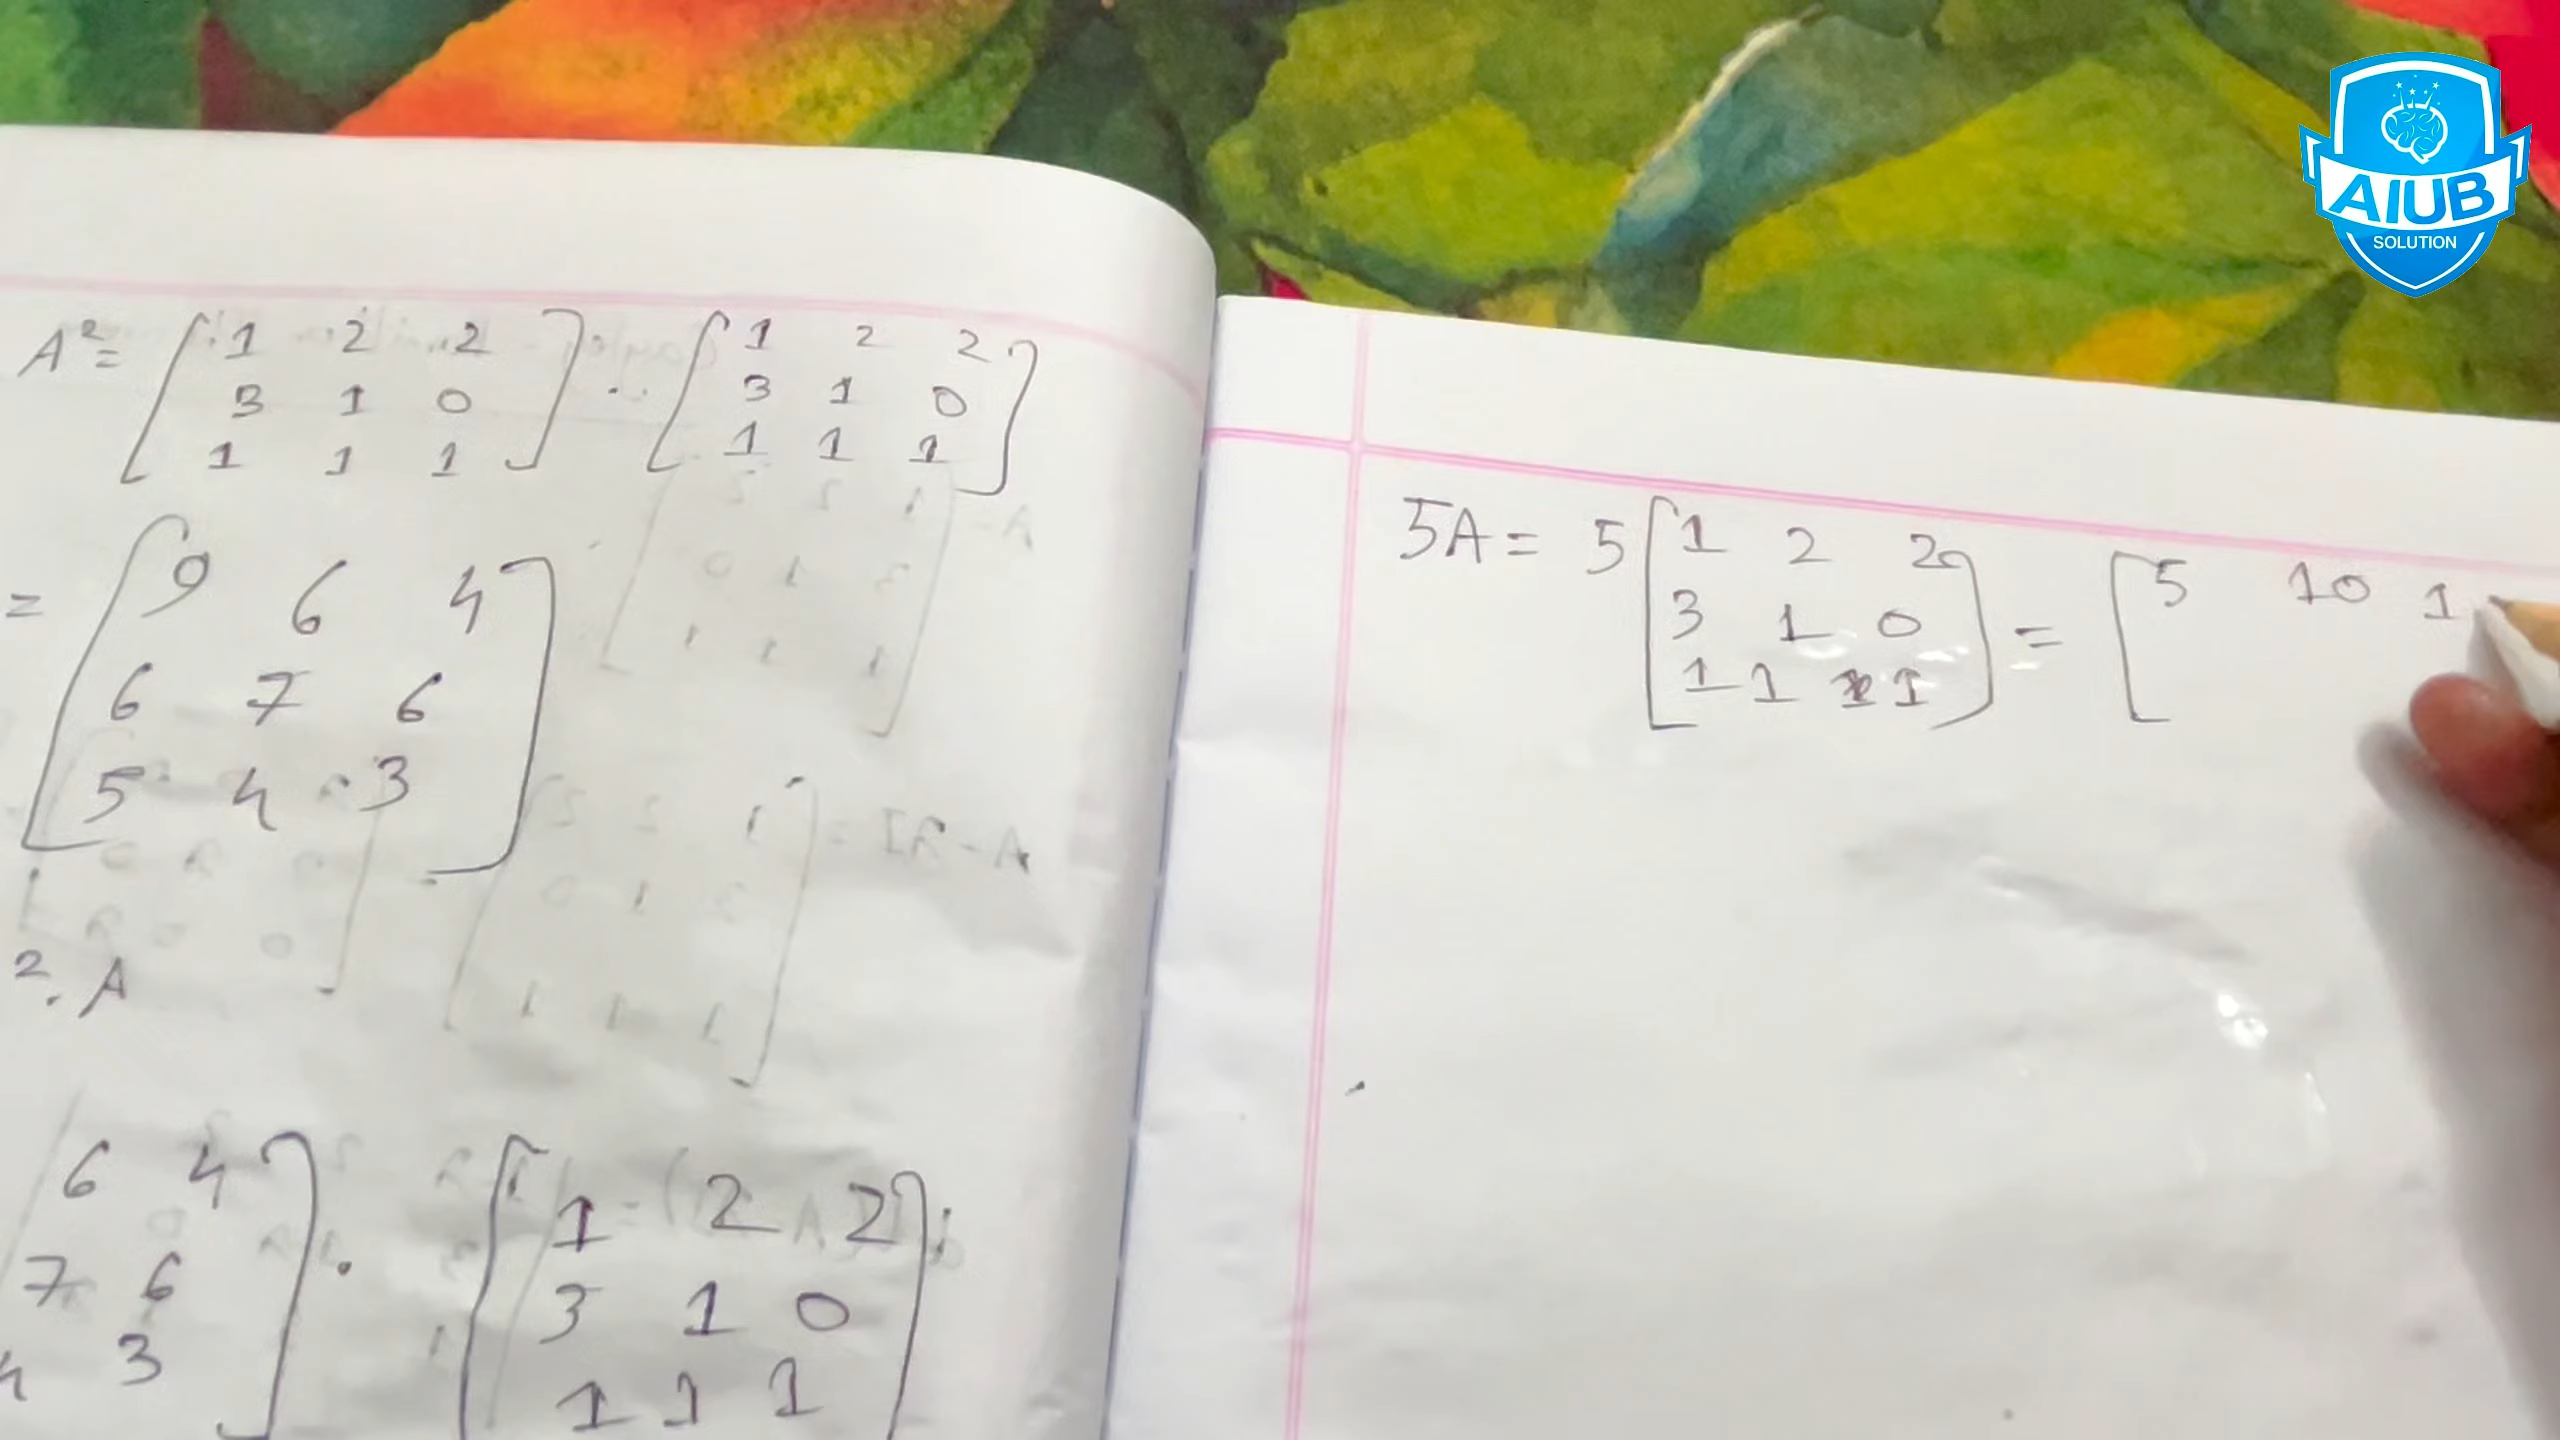 A² = [ 1 2 2 ] . [ 1 2 2 ]
3 1 0 3 1 0
1 1 1 1 1 1
= [ 9 6 4 ]
6 7 6
5 4 3
2 . A
6 4 ] . [ 1 2 2 ]
7 6 3 1 0
4 3 1 1 1
5A = 5 [ 1 2 2 ] = [ 5 10 1
3 1 0
1 1 1
AIUB
SOLUTION